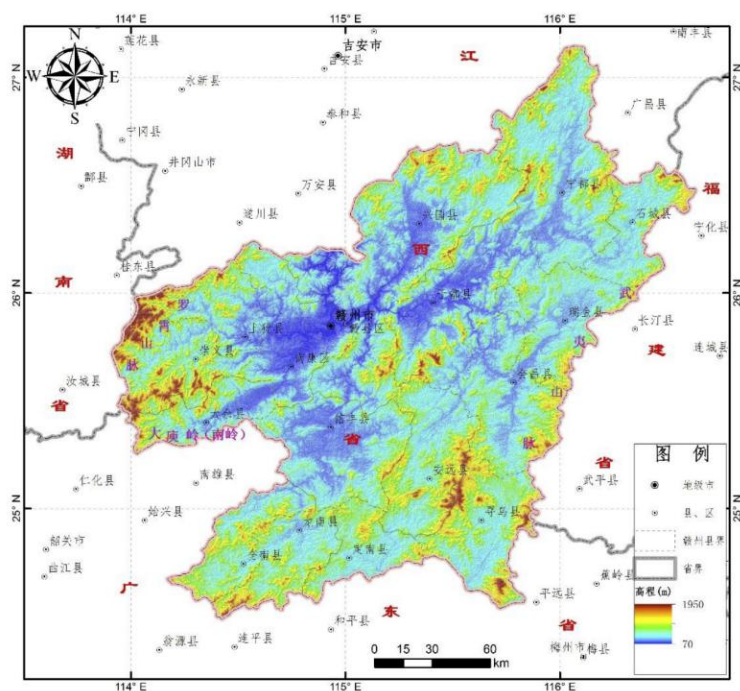 114° E
115° E
116° E
N
W
E
S
莲花县
吉安市
吉安县
江
南丰县
27° N
27° N
永新县
泰和县
广昌县
宁冈县
湖
井冈山市
酃县
万安县
宁都县
福
遂川县
兴国县
石城县
宁化县
西
桂东县
南
罗
霄
山
脉
26° N
26° N
于都县
武
夷
山
脉
赣州市
赣县区
瑞金县
长汀县
上犹县
建
连城县
崇义县
南康区
会昌县
汝城县
省
大余县
信丰县
大庾岭(南岭)
省
仁化县
南雄县
安远县
省
武平县
25° N
25° N
始兴县
寻乌县
龙南县
韶关市
曲江县
全南县
定南县
广
东
省
平远县
蕉岭县
和平县
翁源县
连平县
梅州市梅县
图 例
地级市
县、区
赣州县界
省界
高程(m)
1950
70
0 15 30 60
km
114° E
115° E
116° E